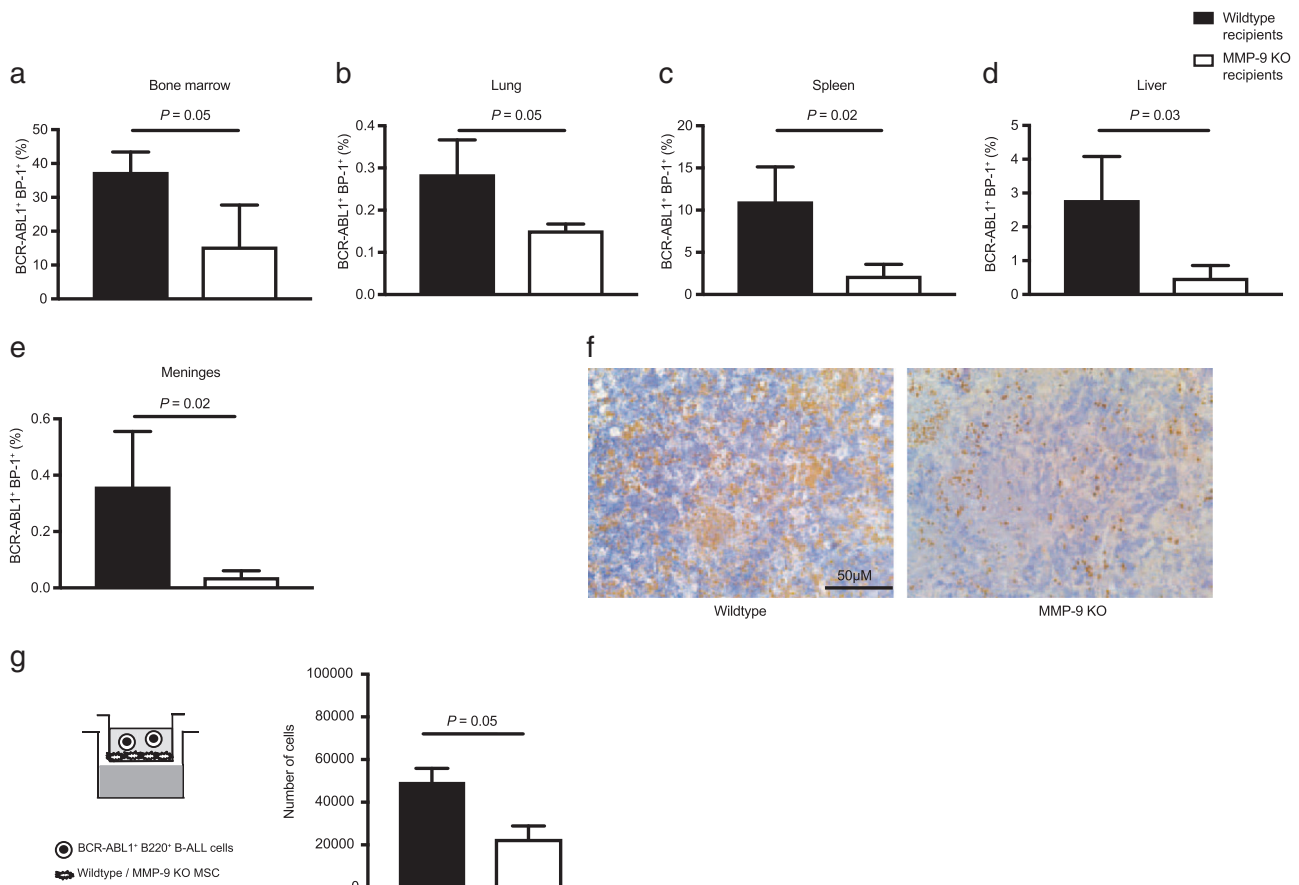 Wildtype
recipients
MMP-9 KO
recipients
a
Bone marrow
P = 0.05
BCR-ABL1⁺ BP-1⁺ (%)
50
40
30
20
10
0
b
Lung
P = 0.05
BCR-ABL1⁺ BP-1⁺ (%)
0.4
0.3
0.2
0.1
0.0
c
Spleen
P = 0.02
BCR-ABL1⁺ BP-1⁺ (%)
20
15
10
5
0
d
Liver
P = 0.03
BCR-ABL1⁺ BP-1⁺ (%)
5
4
3
2
1
0
e
Meninges
P = 0.02
BCR-ABL1⁺ BP-1⁺ (%)
0.6
0.4
0.2
0.0
f
50µM
Wildtype
MMP-9 KO
g
BCR-ABL1⁺ B220⁺ B-ALL cells
Wildtype / MMP-9 KO MSC
P = 0.05
Number of cells
100000
80000
60000
40000
20000
0